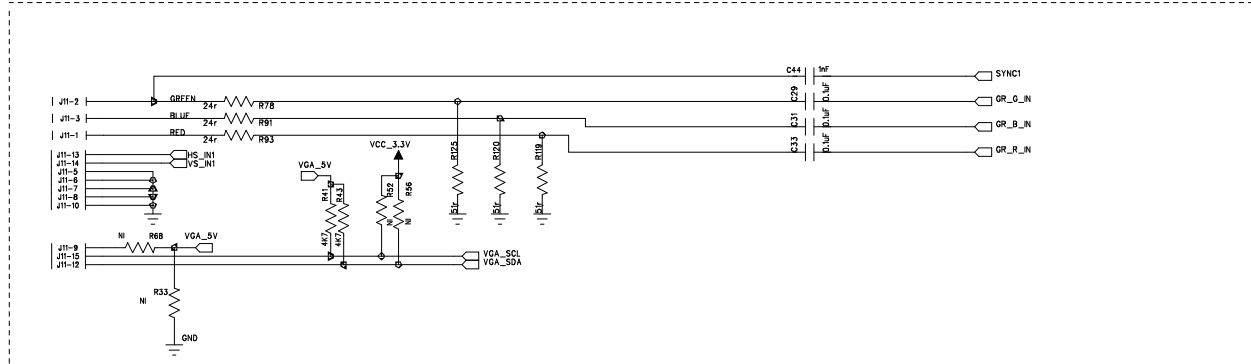 C44 1nF SYNC1
J11-2 GREEN 24r R78 C29 0.1uF GR_G_IN
J11-3 BLUE 24r R91 C31 0.1uF GR_B_IN
J11-1 RED 24r R93 C33 0.1uF GR_R_IN
J11-13 HS_IN1
J11-14 VS_IN1
J11-5
J11-6
J11-7
J11-8
J11-10
VCC_3.3V
VGA_5V
R41 R43 R52 R56
4K7 4K7 NI NI
R125 R120 R119
51r 51r 51r
J11-9 NI R68 VGA_5V
J11-15 VGA_SCL
J11-12 VGA_SDA
NI R33
GND